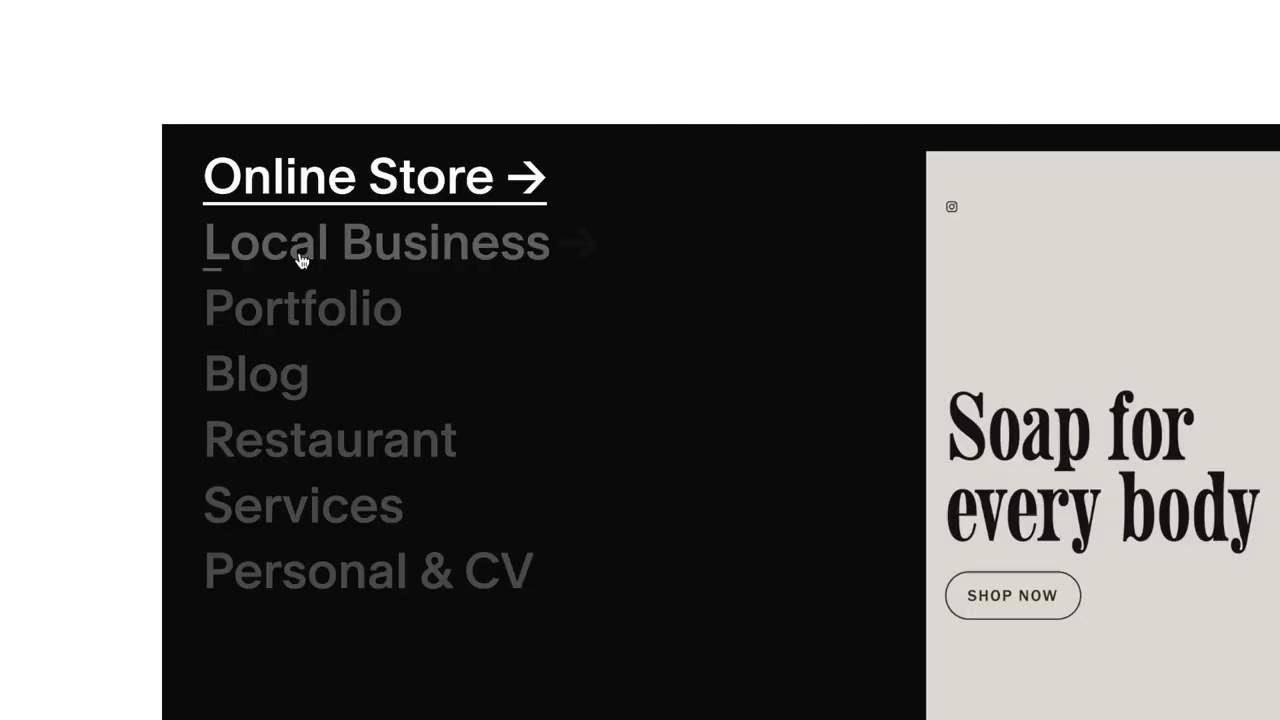 Online Store →
Local Business →
Portfolio
Blog
Restaurant
Services
Personal & CV
Soap for
every body
SHOP NOW